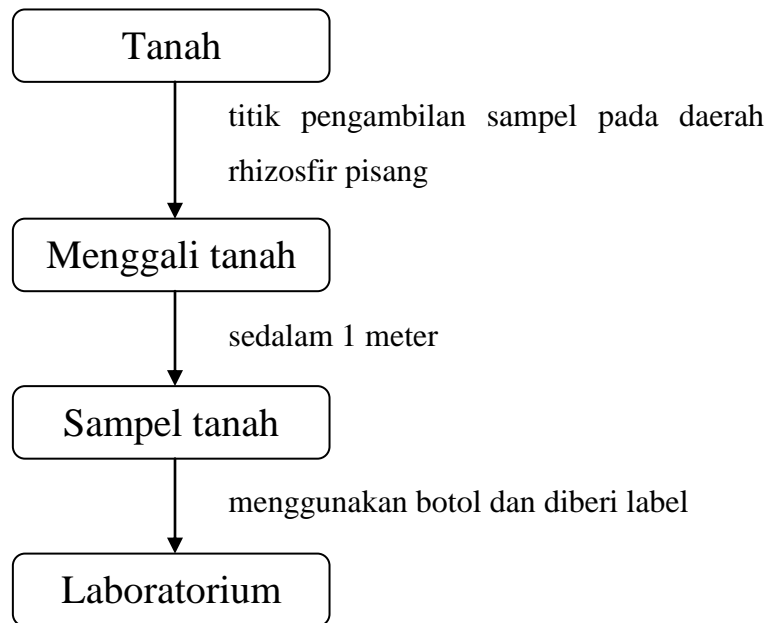 Tanah
titik pengambilan sampel pada daerah
rhizosfir pisang
Menggali tanah
sedalam 1 meter
Sampel tanah
menggunakan botol dan diberi label
Laboratorium